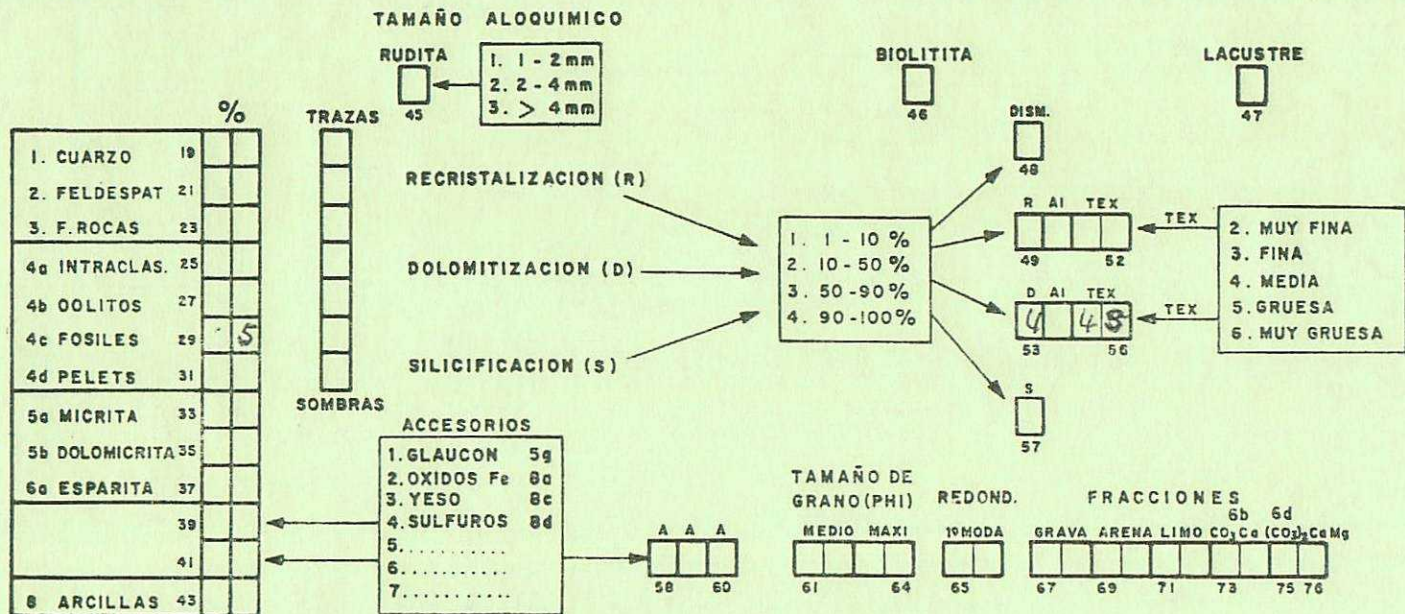 TAMAÑO ALOQUIMICO
RUDITA
45
1. 1 - 2 mm
2. 2 - 4 mm
3. > 4 mm
BIOLITITA
46
LACUSTRE
47
%
1. CUARZO 19
2. FELDESPAT 21
3. F. ROCAS 23
4a INTRACLAS. 25
4b OOLITOS 27
4c FOSILES 29 5
4d PELETS 31
5a MICRITA 33
5b DOLOMICRITA 35
6a ESPARITA 37
39
41
8 ARCILLAS 43
TRAZAS
SOMBRAS
RECRISTALIZACION (R)
DOLOMITIZACION (D)
SILICIFICACION (S)
1. 1 - 10 %
2. 10 - 50 %
3. 50 - 90 %
4. 90 - 100 %
DISM.
48
R AI TEX
49 52
D AI TEX
4 4
53 56
S
57
TEX
TEX
2. MUY FINA
3. FINA
4. MEDIA
5. GRUESA
6. MUY GRUESA
ACCESORIOS
1. GLAUCON 5g
2. OXIDOS Fe 8a
3. YESO 8c
4. SULFUROS 8d
5. ...........
6. ...........
7. ...........
A A A
58 60
TAMAÑO DE
GRANO (PHI)
MEDIO MAXI
61 64
REDOND.
1ª MODA
65
FRACCIONES
6b 6d
GRAVA ARENA LIMO CO₃Ca (CO₃)₂CaMg
67 69 71 73 75 76